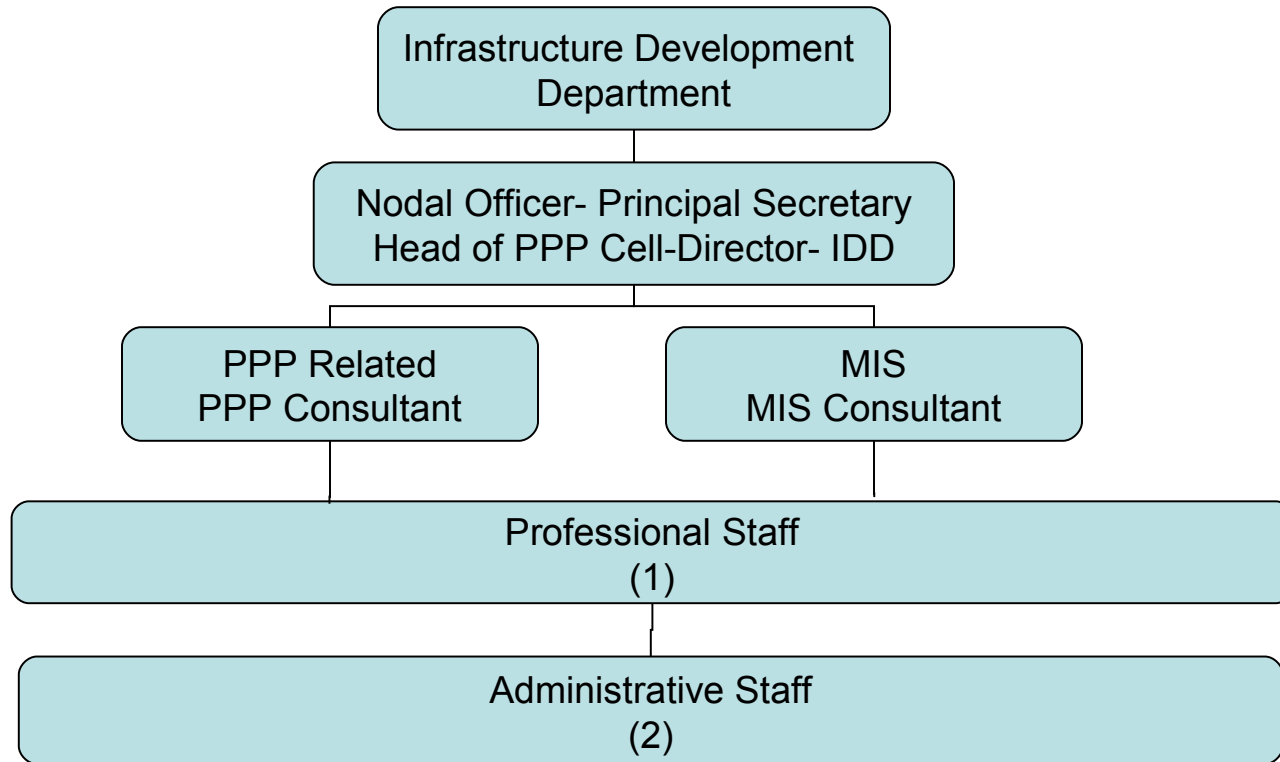 Infrastructure Development
Department
Nodal Officer- Principal Secretary
Head of PPP Cell-Director- IDD
PPP Related
PPP Consultant
MIS
MIS Consultant
Professional Staff
(1)
Administrative Staff
(2)